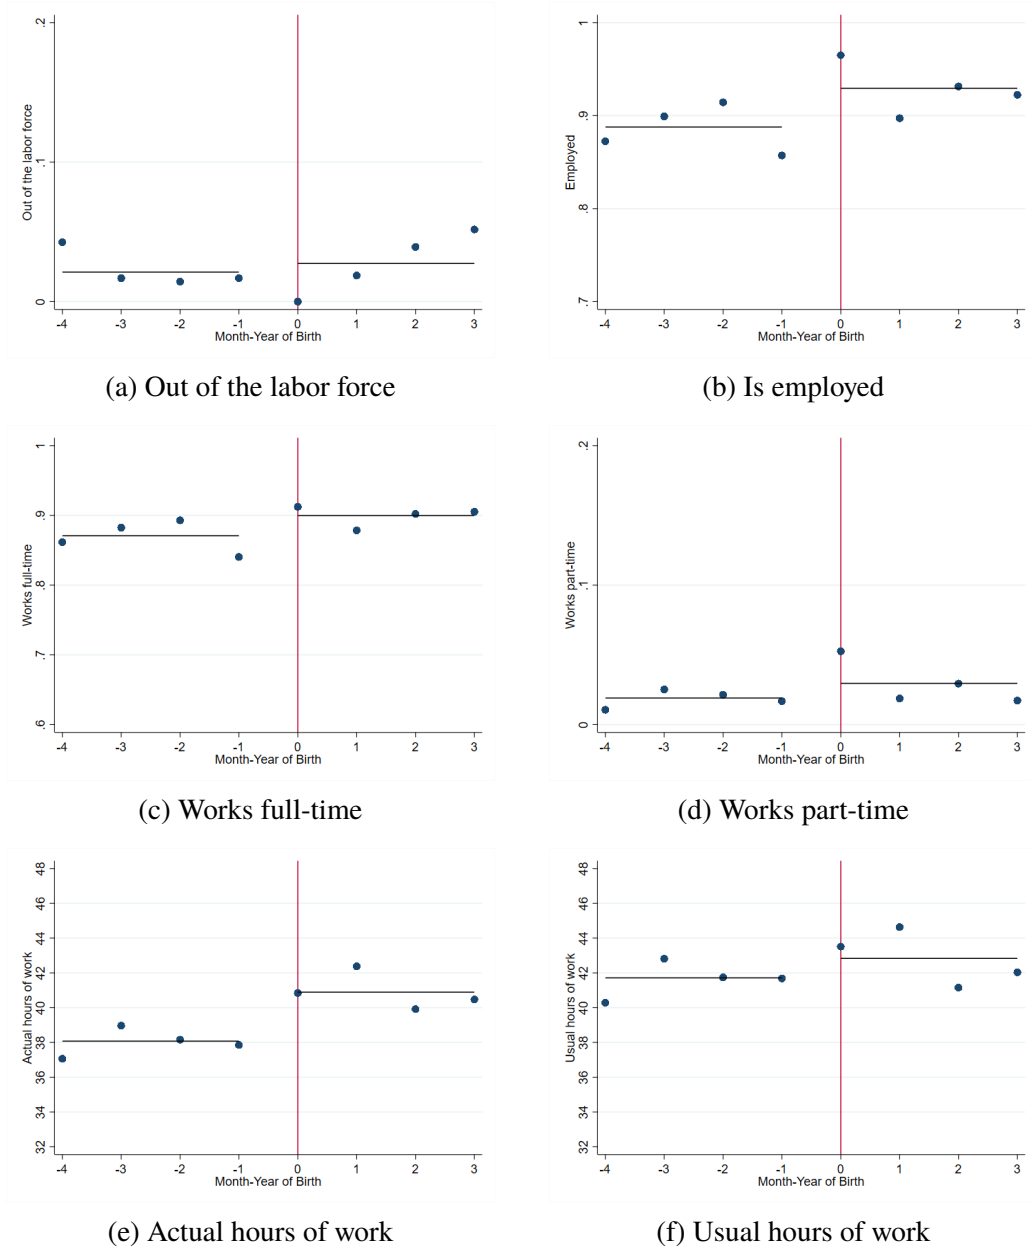 .2
.1
0
Out of the labor force
-4 -3 -2 -1 0 1 2 3
Month-Year of Birth
(a) Out of the labor force
1
.9
.8
.7
Employed
-4 -3 -2 -1 0 1 2 3
Month-Year of Birth
(b) Is employed
1
.9
.8
.7
.6
Works full-time
-4 -3 -2 -1 0 1 2 3
Month-Year of Birth
(c) Works full-time
.2
.1
0
Works part-time
-4 -3 -2 -1 0 1 2 3
Month-Year of Birth
(d) Works part-time
48
46
44
42
40
38
36
34
32
Actual hours of work
-4 -3 -2 -1 0 1 2 3
Month-Year of Birth
(e) Actual hours of work
48
46
44
42
40
38
36
34
32
Usual hours of work
-4 -3 -2 -1 0 1 2 3
Month-Year of Birth
(f) Usual hours of work